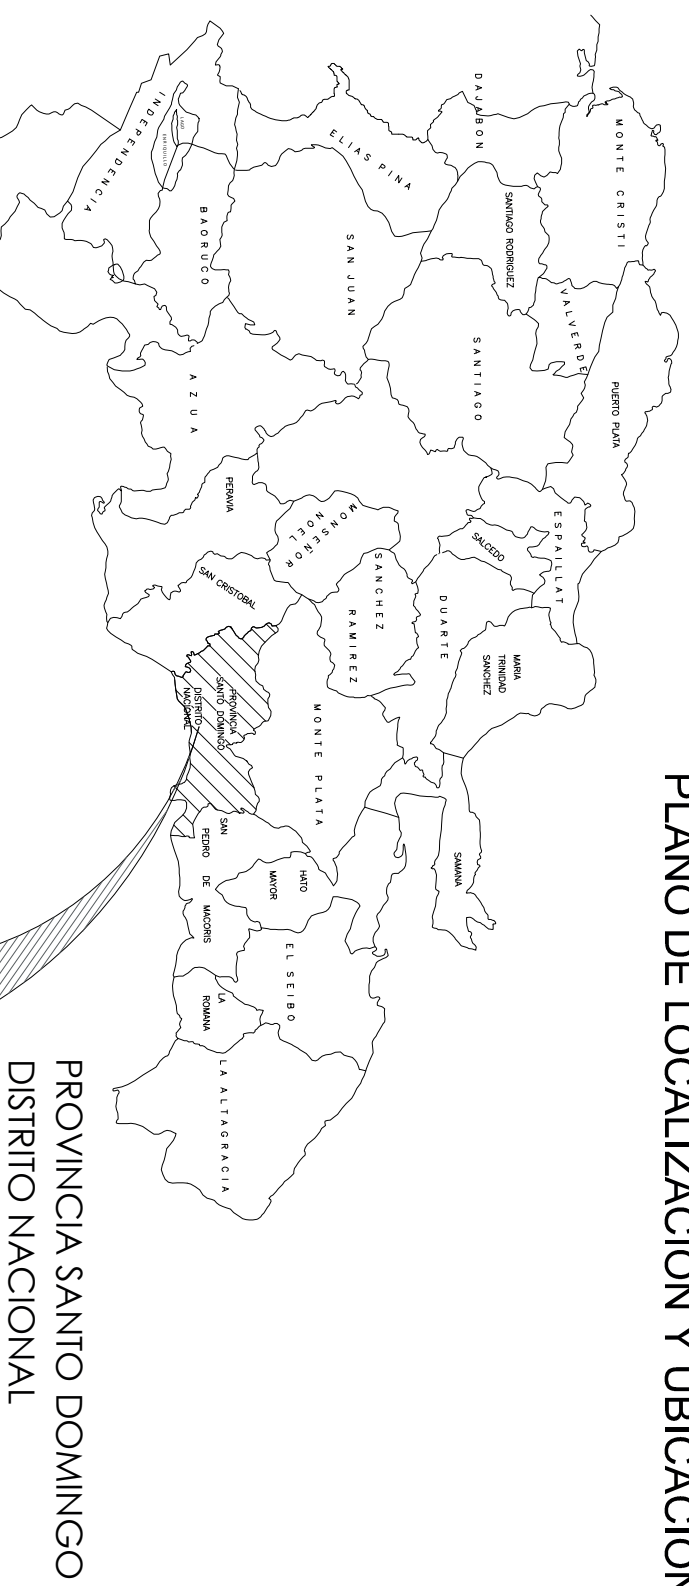 PLANO DE LOCALIZACION Y UBICACION
MONTE CRISTI
DAJABON
SANTIAGO RODRIGUEZ
VALVERDE
PUERTO PLATA
ELIAS PIÑA
SAN JUAN
SANTIAGO
ESPAILLAT
SALCEDO
MARIA
TRINIDAD
SANCHEZ
INDEPENDENCIA
LAGO
ENRIQUILLO
BAORUCO
AZUA
PERAVIA
MONSEÑOR
NOEL
SANCHEZ
RAMIREZ
DUARTE
SAMANA
SAN CRISTOBAL
PROVINCIA
SANTO DOMINGO
DISTRITO
NACIONAL
MONTE PLATA
HATO
MAYOR
SAN
PEDRO DE MACORIS
EL SEIBO
LA
ROMANA
LA ALTAGRACIA
PROVINCIA SANTO DOMINGO
DISTRITO NACIONAL